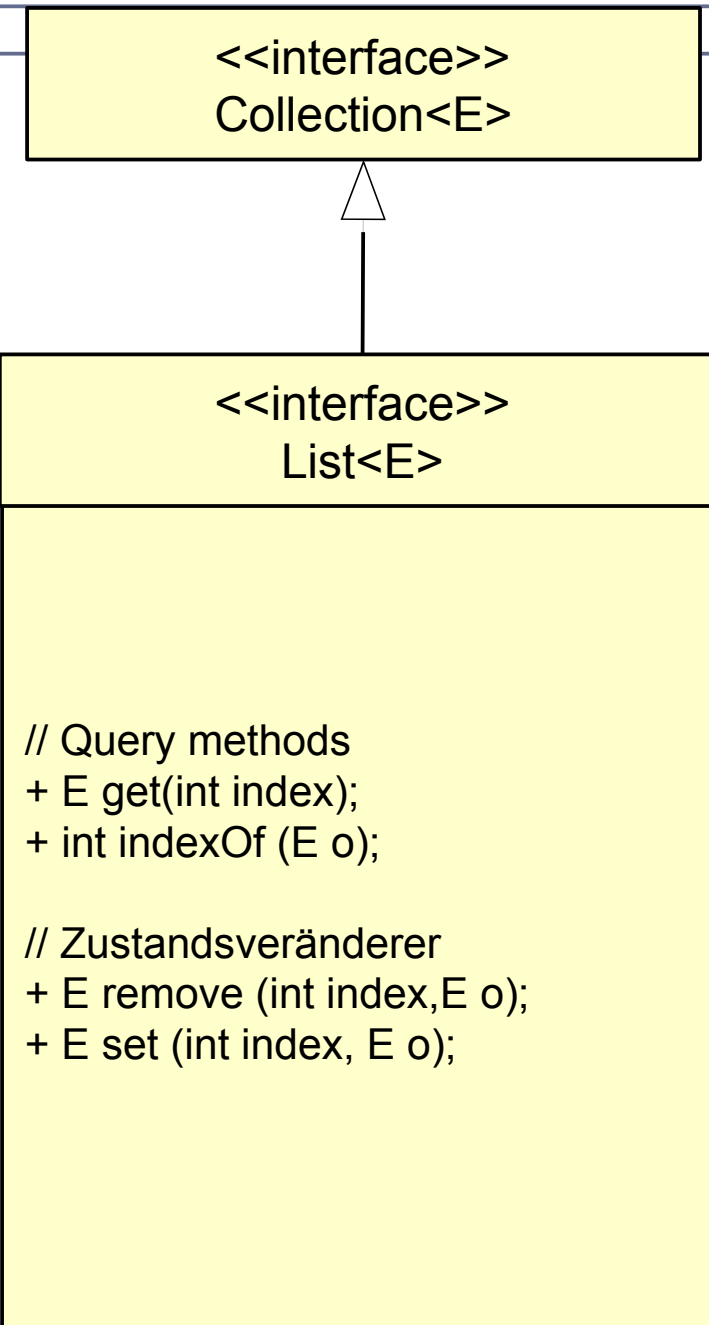 <<interface>>
Collection<E>
<<interface>>
List<E>
// Query methods
+ E get(int index);
+ int indexOf (E o);
// Zustandsveränderer
+ E remove (int index,E o);
+ E set (int index, E o);